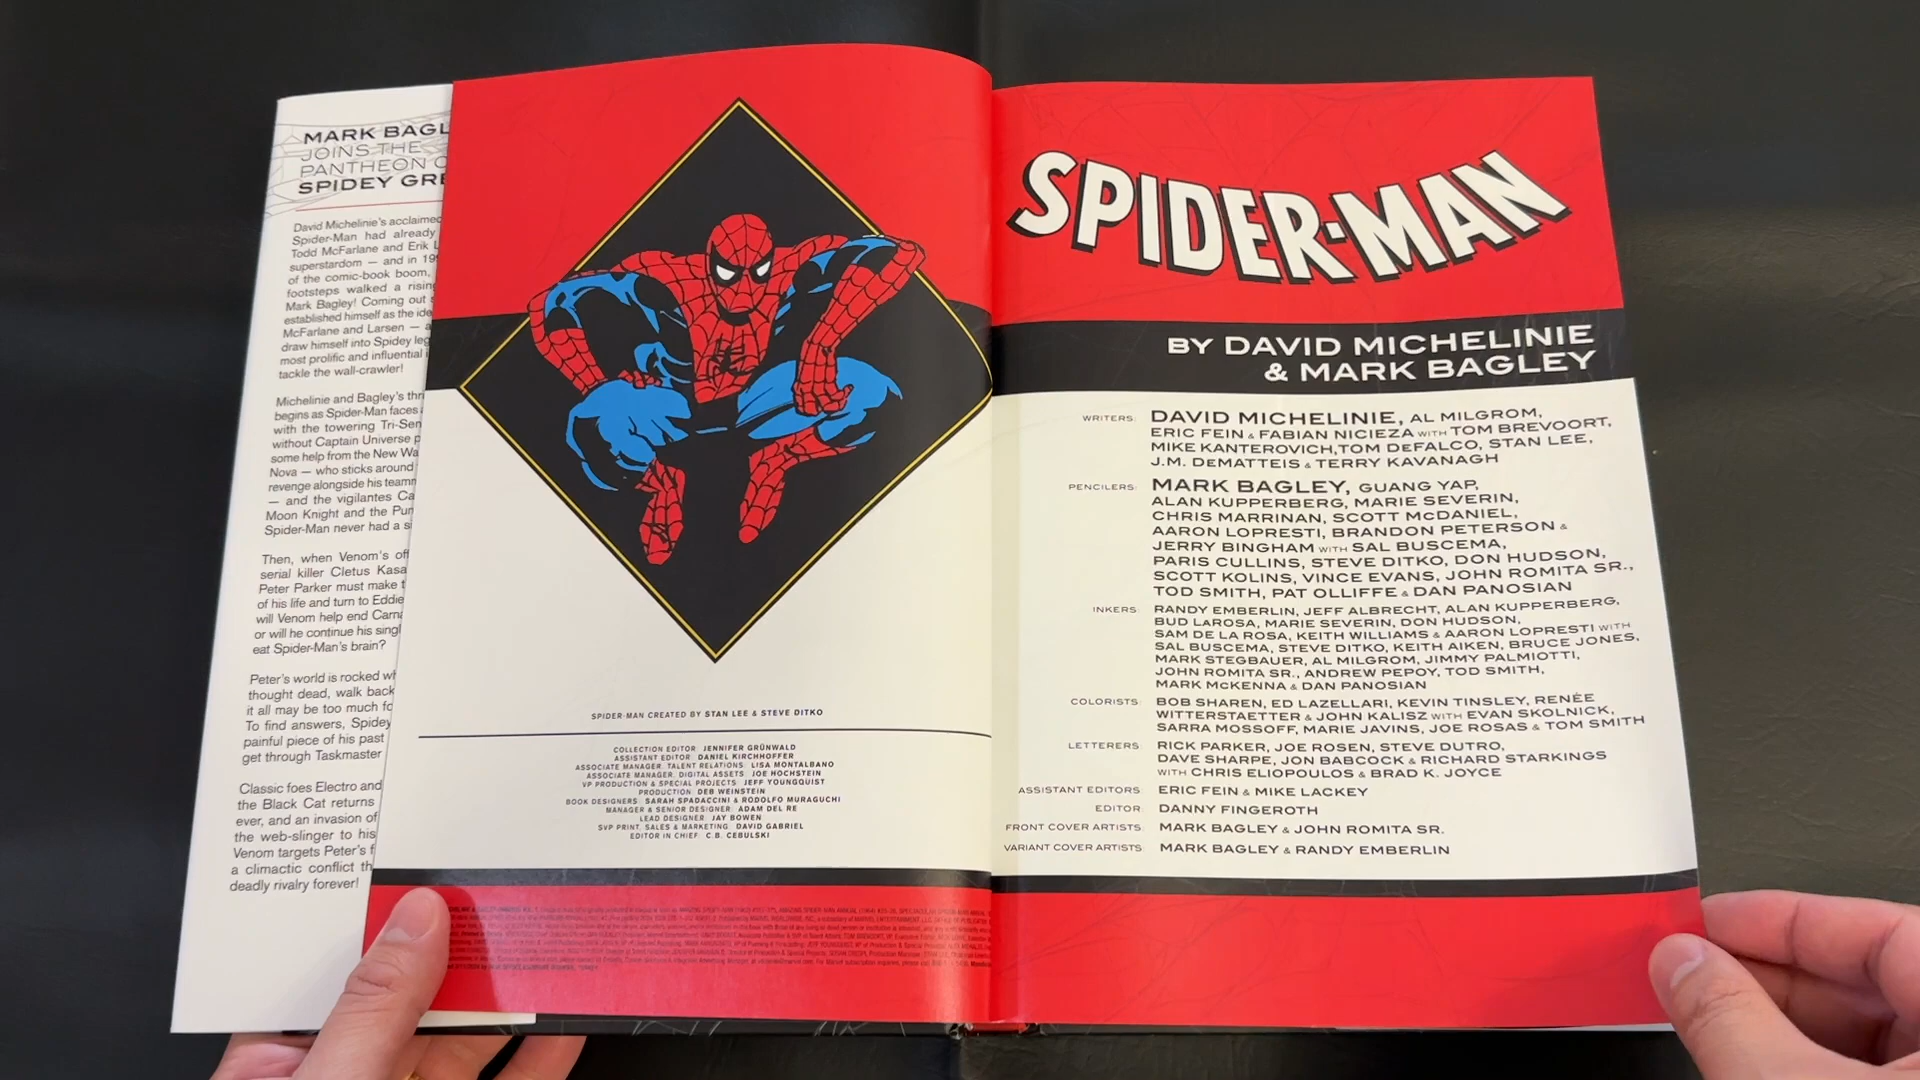 MARK BAGL
JOINS THE
PANTHEON O
SPIDEY GRE
David Michelinie's acclaimed
Spider-Man had already
Todd McFarlane and Erik L
superstardom — and in 199
of the comic-book boom,
footsteps walked a rising
Mark Bagley! Coming out
established himself as the ide
McFarlane and Larsen — a
draw himself into Spidey leg
most prolific and influential
tackle the wall-crawler!
Michelinie and Bagley's thri
begins as Spider-Man faces
with the towering Tri-Sen
without Captain Universe p
some help from the New Wa
Nova — who sticks around
revenge alongside his teamm
— and the vigilantes Ca
Moon Knight and the Pun
Spider-Man never had a si
Then, when Venom's off
serial killer Cletus Kasa
Peter Parker must make t
of his life and turn to Eddie
will Venom help end Carna
or will he continue his singl
eat Spider-Man's brain?
Peter's world is rocked wh
thought dead, walk back
it all may be too much fo
To find answers, Spidey
painful piece of his past
get through Taskmaster
Classic foes Electro and
the Black Cat returns
ever, and an invasion of
the web-slinger to his
Venom targets Peter's f
a climactic conflict th
deadly rivalry forever!
SPIDER-MAN CREATED BY STAN LEE & STEVE DITKO
COLLECTION EDITOR JENNIFER GRÜNWALD
ASSISTANT EDITOR DANIEL KIRCHHOFFER
ASSOCIATE MANAGER, TALENT RELATIONS LISA MONTALBANO
ASSOCIATE MANAGER, DIGITAL ASSETS JOE HOCHSTEIN
VP PRODUCTION & SPECIAL PROJECTS JEFF YOUNGQUIST
PRODUCTION DEB WEINSTEIN
BOOK DESIGNERS SARAH SPADACCINI & RODOLFO MURAGUCHI
MANAGER & SENIOR DESIGNER ADAM DEL RE
LEAD DESIGNER JAY BOWEN
SVP PRINT, SALES & MARKETING DAVID GABRIEL
EDITOR IN CHIEF C.B. CEBULSKI
SPIDER-MAN
BY DAVID MICHELINIE
& MARK BAGLEY
WRITERS: DAVID MICHELINIE, AL MILGROM,
ERIC FEIN & FABIAN NICIEZA WITH TOM BREVOORT,
MIKE KANTEROVICH, TOM DEFALCO, STAN LEE,
J.M. DEMATTEIS & TERRY KAVANAGH
PENCILERS: MARK BAGLEY, GUANG YAP,
ALAN KUPPERBERG, MARIE SEVERIN,
CHRIS MARRINAN, SCOTT McDANIEL,
AARON LOPRESTI, BRANDON PETERSON &
JERRY BINGHAM WITH SAL BUSCEMA,
PARIS CULLINS, STEVE DITKO, DON HUDSON,
SCOTT KOLINS, VINCE EVANS, JOHN ROMITA SR.,
TOD SMITH, PAT OLLIFFE & DAN PANOSIAN
INKERS: RANDY EMBERLIN, JEFF ALBRECHT, ALAN KUPPERBERG,
BUD LaROSA, MARIE SEVERIN, DON HUDSON,
SAM DE LA ROSA, KEITH WILLIAMS & AARON LOPRESTI WITH
SAL BUSCEMA, STEVE DITKO, KEITH AIKEN, BRUCE JONES,
MARK STEGBAUER, AL MILGROM, JIMMY PALMIOTTI,
JOHN ROMITA SR., ANDREW PEPOY, TOD SMITH,
MARK McKENNA & DAN PANOSIAN
COLORISTS: BOB SHAREN, ED LAZELLARI, KEVIN TINSLEY, RENÉE
WITTERSTAETTER & JOHN KALISZ WITH EVAN SKOLNICK,
SARRA MOSSOFF, MARIE JAVINS, JOE ROSAS & TOM SMITH
LETTERERS: RICK PARKER, JOE ROSEN, STEVE DUTRO,
DAVE SHARPE, JON BABCOCK & RICHARD STARKINGS
WITH CHRIS ELIOPOULOS & BRAD K. JOYCE
ASSISTANT EDITORS: ERIC FEIN & MIKE LACKEY
EDITOR: DANNY FINGEROTH
FRONT COVER ARTISTS: MARK BAGLEY & JOHN ROMITA SR.
VARIANT COVER ARTISTS: MARK BAGLEY & RANDY EMBERLIN